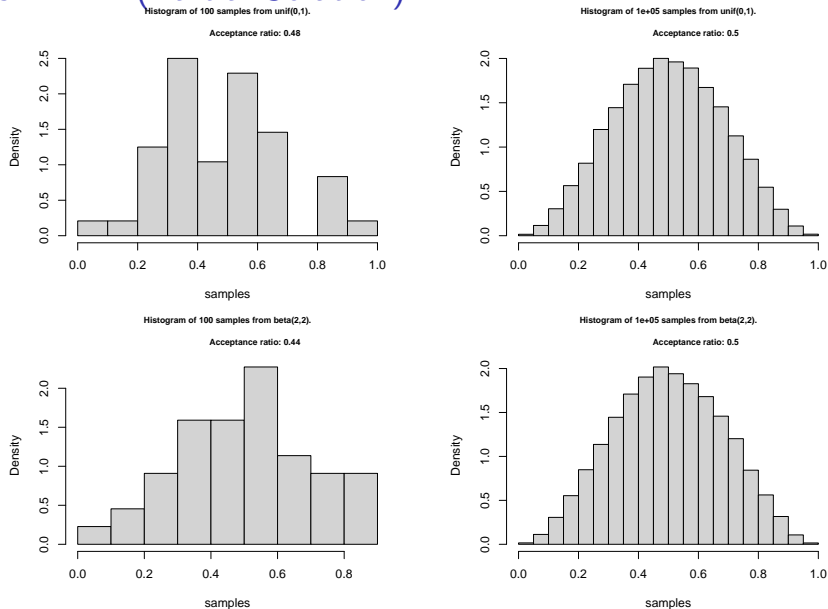 Histogram of 100 samples from unif(0,1).
Acceptance ratio: 0.48
Density
0.0 0.5 1.0 1.5 2.0 2.5
0.0 0.2 0.4 0.6 0.8 1.0
samples
Histogram of 1e+05 samples from unif(0,1).
Acceptance ratio: 0.5
Density
0.0 0.5 1.0 1.5 2.0
0.0 0.2 0.4 0.6 0.8 1.0
samples
Histogram of 100 samples from beta(2,2).
Acceptance ratio: 0.44
Density
0.0 0.5 1.0 1.5 2.0
0.0 0.2 0.4 0.6 0.8
samples
Histogram of 1e+05 samples from beta(2,2).
Acceptance ratio: 0.5
Density
0.0 0.5 1.0 1.5 2.0
0.0 0.2 0.4 0.6 0.8 1.0
samples